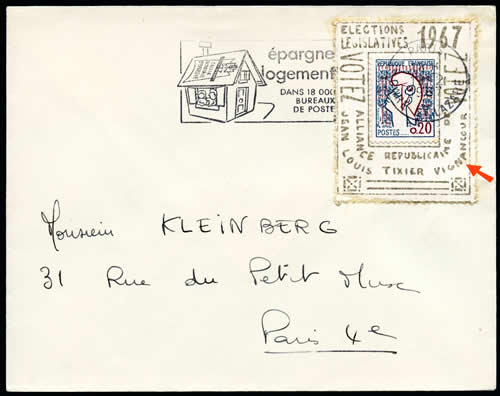 épargne
logement
DANS 18 000
BUREAUX
DE POSTE
ELECTIONS
LEGISLATIVES 1967
VOTEZ
REPUBLIQUE FRANÇAISE
POSTES
0,20
ALLIANCE REPUBLICAINE
JEAN LOUIS TIXIER VIGNANCOUR
Monsieur KLEINBERG
31 Rue du Petit Musc
Paris 4e